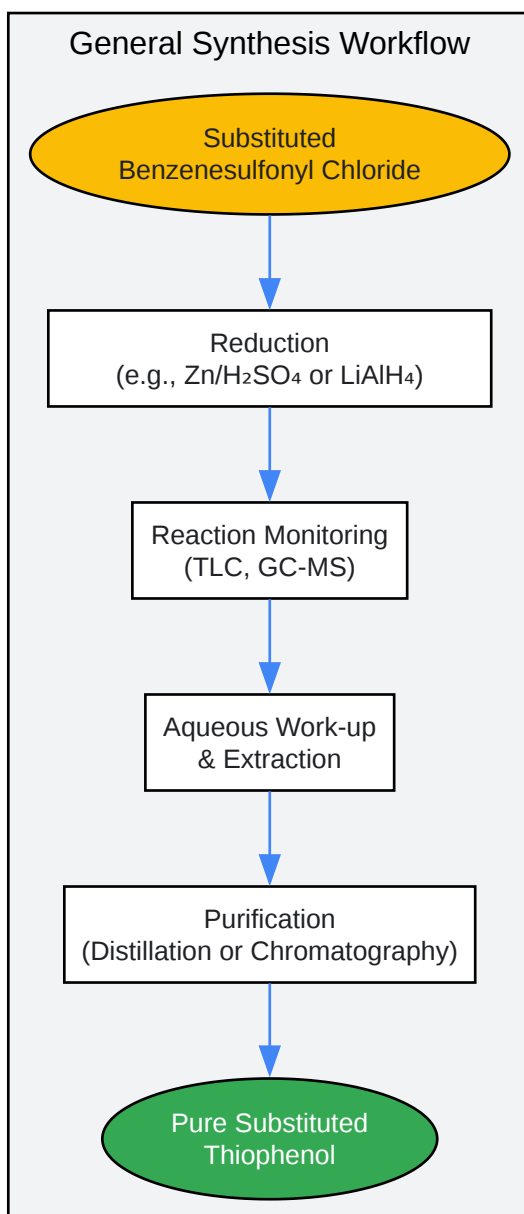 General Synthesis Workflow
Substituted
Benzenesulfonyl Chloride
Reduction
(e.g., Zn/H₂SO₄ or LiAlH₄)
Reaction Monitoring
(TLC, GC-MS)
Aqueous Work-up
& Extraction
Purification
(Distillation or Chromatography)
Pure Substituted
Thiophenol